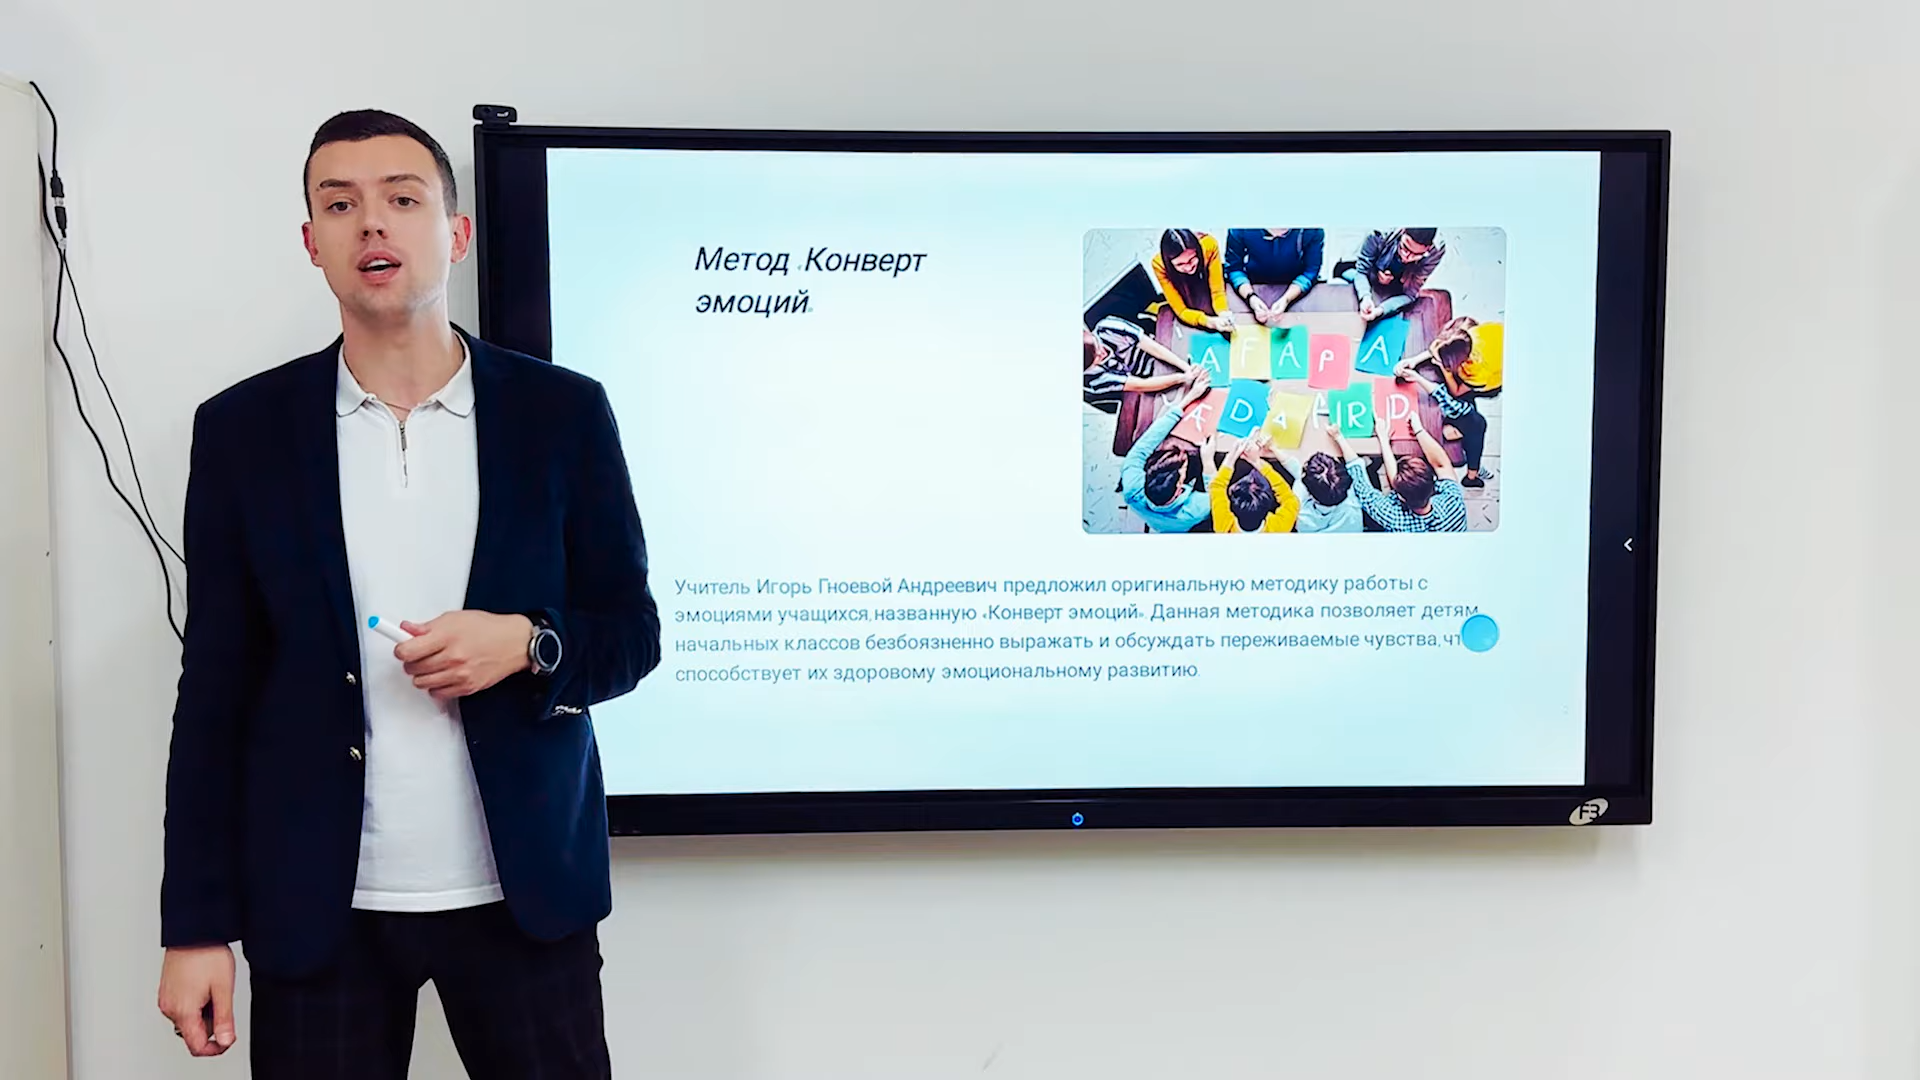 Метод «Конверт
эмоций»
A F A P A
Æ D A R D
Учитель Игорь Гноевой Андреевич предложил оригинальную методику работы с
эмоциями учащихся, названную «Конверт эмоций». Данная методика позволяет детям
начальных классов безбоязненно выражать и обсуждать переживаемые чувства,
способствует их здоровому эмоциональному развитию.